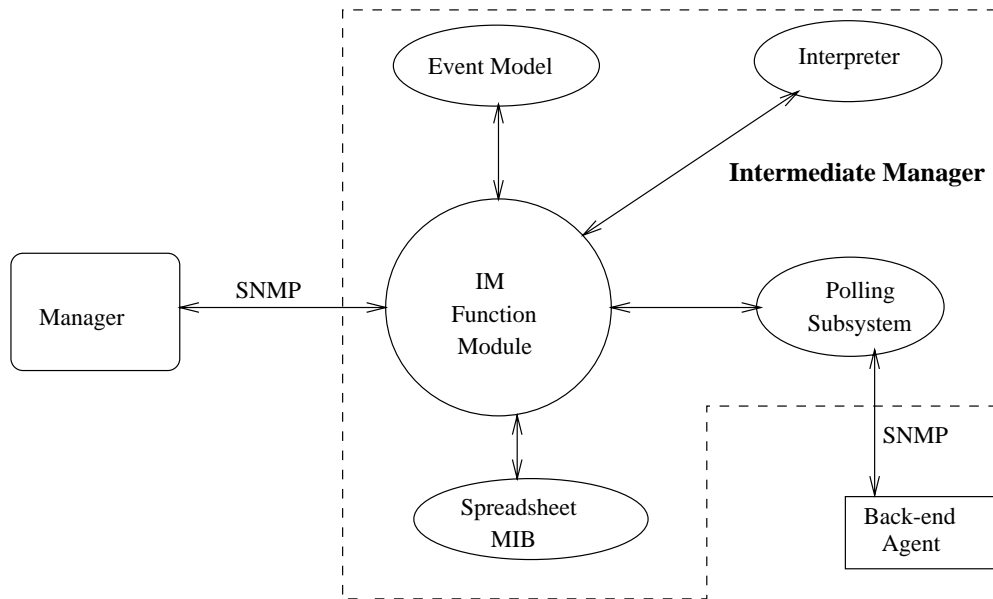 Event Model
Interpreter
Intermediate Manager
Manager
SNMP
IM
Function
Module
Polling
Subsystem
SNMP
Spreadsheet
MIB
Back-end
Agent